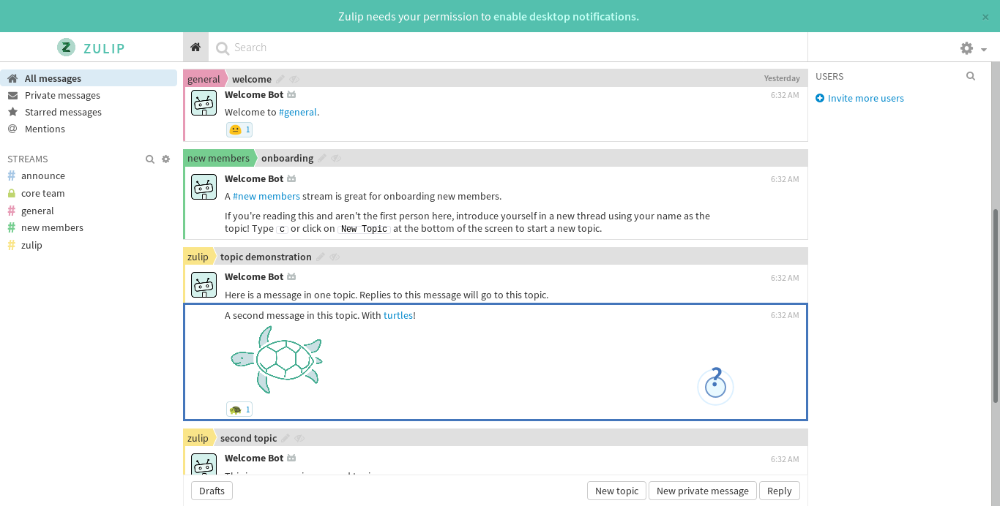 Zulip needs your permission to enable desktop notifications. ×
ZULIP
Search
All messages
Private messages
Starred messages
@ Mentions
STREAMS
# announce
core team
# general
# new members
# zulip
general welcome Yesterday
Welcome Bot 6:32 AM
Welcome to #general.
1
new members onboarding
Welcome Bot 6:32 AM
A #new members stream is great for onboarding new members.
If you're reading this and aren't the first person here, introduce yourself in a new thread using your name as the
topic! Type c or click on New Topic at the bottom of the screen to start a new topic.
zulip topic demonstration
Welcome Bot 6:32 AM
Here is a message in one topic. Replies to this message will go to this topic.
A second message in this topic. With turtles! 6:32 AM
?
1
zulip second topic
Welcome Bot 6:32 AM
Drafts
New topic
New private message
Reply
USERS
Invite more users